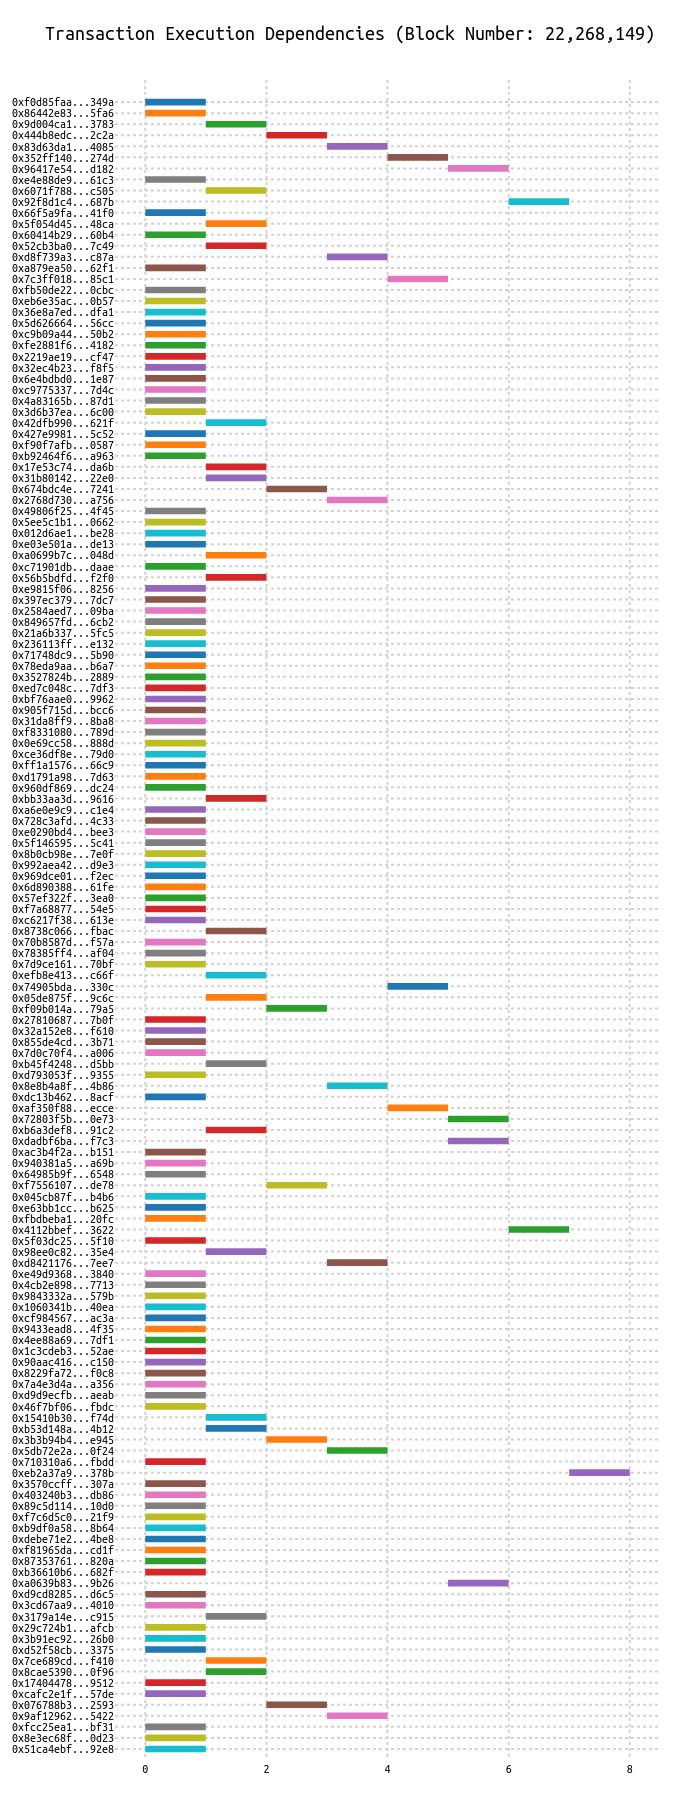 Transaction Execution Dependencies (Block Number: 22,268,149)
0xf0d85faa...349a
0x86442e83...5fa6
0x9d004ca1...3783
0x444b8edc...2c2a
0x83d63da1...4085
0x352ff140...274d
0x96417e54...d182
0xe4e88de9...61c3
0x6071f788...c505
0x92f8d1c4...687b
0x66f5a9fa...41f0
0x5f054d45...48ca
0x60414b29...60b4
0x52cb3ba0...7c49
0xd8f739a3...c87a
0xa879ea50...62f1
0x7c3ff018...85c1
0xfb50de22...0cbc
0xeb6e35ac...0b57
0x36e8a7ed...dfa1
0x5d626664...56cc
0xc9b09a44...50b2
0xfe2881f6...4182
0x2219ae19...cf47
0x32ec4b23...f8f5
0x6e4bdbd0...1e87
0xc9775337...7d4c
0x4a83165b...87d1
0x3d6b37ea...6c00
0x42dfb990...621f
0x427e9981...5c52
0xf90f7afb...0587
0xb92464f6...a963
0x17e53c74...da6b
0x31b80142...22e0
0x674bdc4e...7241
0x2768d730...a756
0x49806f25...4f45
0x5ee5c1b1...0662
0x012d6ae1...be28
0xe03e501a...de13
0xa0699b7c...048d
0xc71901db...daae
0x56b5bdfd...f2f0
0xe9815f06...8256
0x397ec379...7dc7
0x2584aed7...09ba
0x849657fd...6cb2
0x21a6b337...5fc5
0x236113ff...e132
0x71748dc9...5b90
0x78eda9aa...b6a7
0x3527824b...2889
0xed7c048c...7df3
0xbf76aae0...9962
0x905f715d...bcc6
0x31da8ff9...8ba8
0xf8331080...789d
0x0e69cc58...888d
0xce36df8e...79d0
0xff1a1576...66c9
0xd1791a98...7d63
0x960df869...dc24
0xbb33aa3d...9616
0xa6e0e9c9...c1e4
0x728c3afd...4c33
0xe0290bd4...bee3
0x5f146595...5c41
0x8b0cb98e...7e0f
0x992aea42...d9e3
0x969dce01...f2ec
0x6d890388...61fe
0x57ef322f...3ea0
0xf7a68877...54e5
0xc6217f38...613e
0x8738c066...fbac
0x70b8587d...f57a
0x78385ff4...af04
0x7d9ce161...70bf
0xefb8e413...c66f
0x74905bda...330c
0x05de875f...9c6c
0xf09b014a...79a5
0x27810687...7b0f
0x32a152e8...f610
0x855de4cd...3b71
0x7d0c70f4...a006
0xb45f4248...d5bb
0xd793053f...9355
0x8e8b4a8f...4b86
0xdc13b462...8acf
0xaf350f88...ecce
0x72803f5b...0e73
0xb6a3def8...91c2
0xdadbf6ba...f7c3
0xac3b4f2a...b151
0x940381a5...a69b
0x64985b9f...6548
0xf7556107...de78
0x045cb87f...b4b6
0xe63bb1cc...b625
0xfbdbeba1...20fc
0x4112bbef...3622
0x5f03dc25...5f10
0x98ee0c82...35e4
0xd8421176...7ee7
0xe49d9368...3840
0x4cb2e898...7713
0x9843332a...579b
0x1060341b...40ea
0xcf984567...ac3a
0x9433ead8...4f35
0x4ee88a69...7df1
0x1c3cdeb3...52ae
0x90aac416...c150
0x8229fa72...f0c8
0x7a4e3d4a...a356
0xd9d9ecfb...aeab
0x46f7bf06...fbdc
0x15410b30...f74d
0xb53d148a...4b12
0x3b3b94b4...e945
0x5db72e2a...0f24
0x710310a6...fbdd
0xeb2a37a9...378b
0x3570ccff...307a
0x403240b3...db86
0x89c5d114...10d0
0xf7c6d5c0...21f9
0xb9df0a58...8b64
0xdebe71e2...4be8
0xf81965da...cd1f
0x87353761...820a
0xb36610b6...682f
0xa0639b83...9b26
0xd9cd8285...d6c5
0x3cd67aa9...4010
0x3179a14e...c915
0x29c724b1...afcb
0x3b91ec92...26b0
0xd52f58cb...3375
0x7ce689cd...f410
0x8cae5390...0f96
0x17404478...9512
0xcafc2e1f...57de
0x076788b3...2593
0x9af12962...5422
0xfcc25ea1...bf31
0x8e3ec68f...0d23
0x51ca4ebf...92e8
0 2 4 6 8